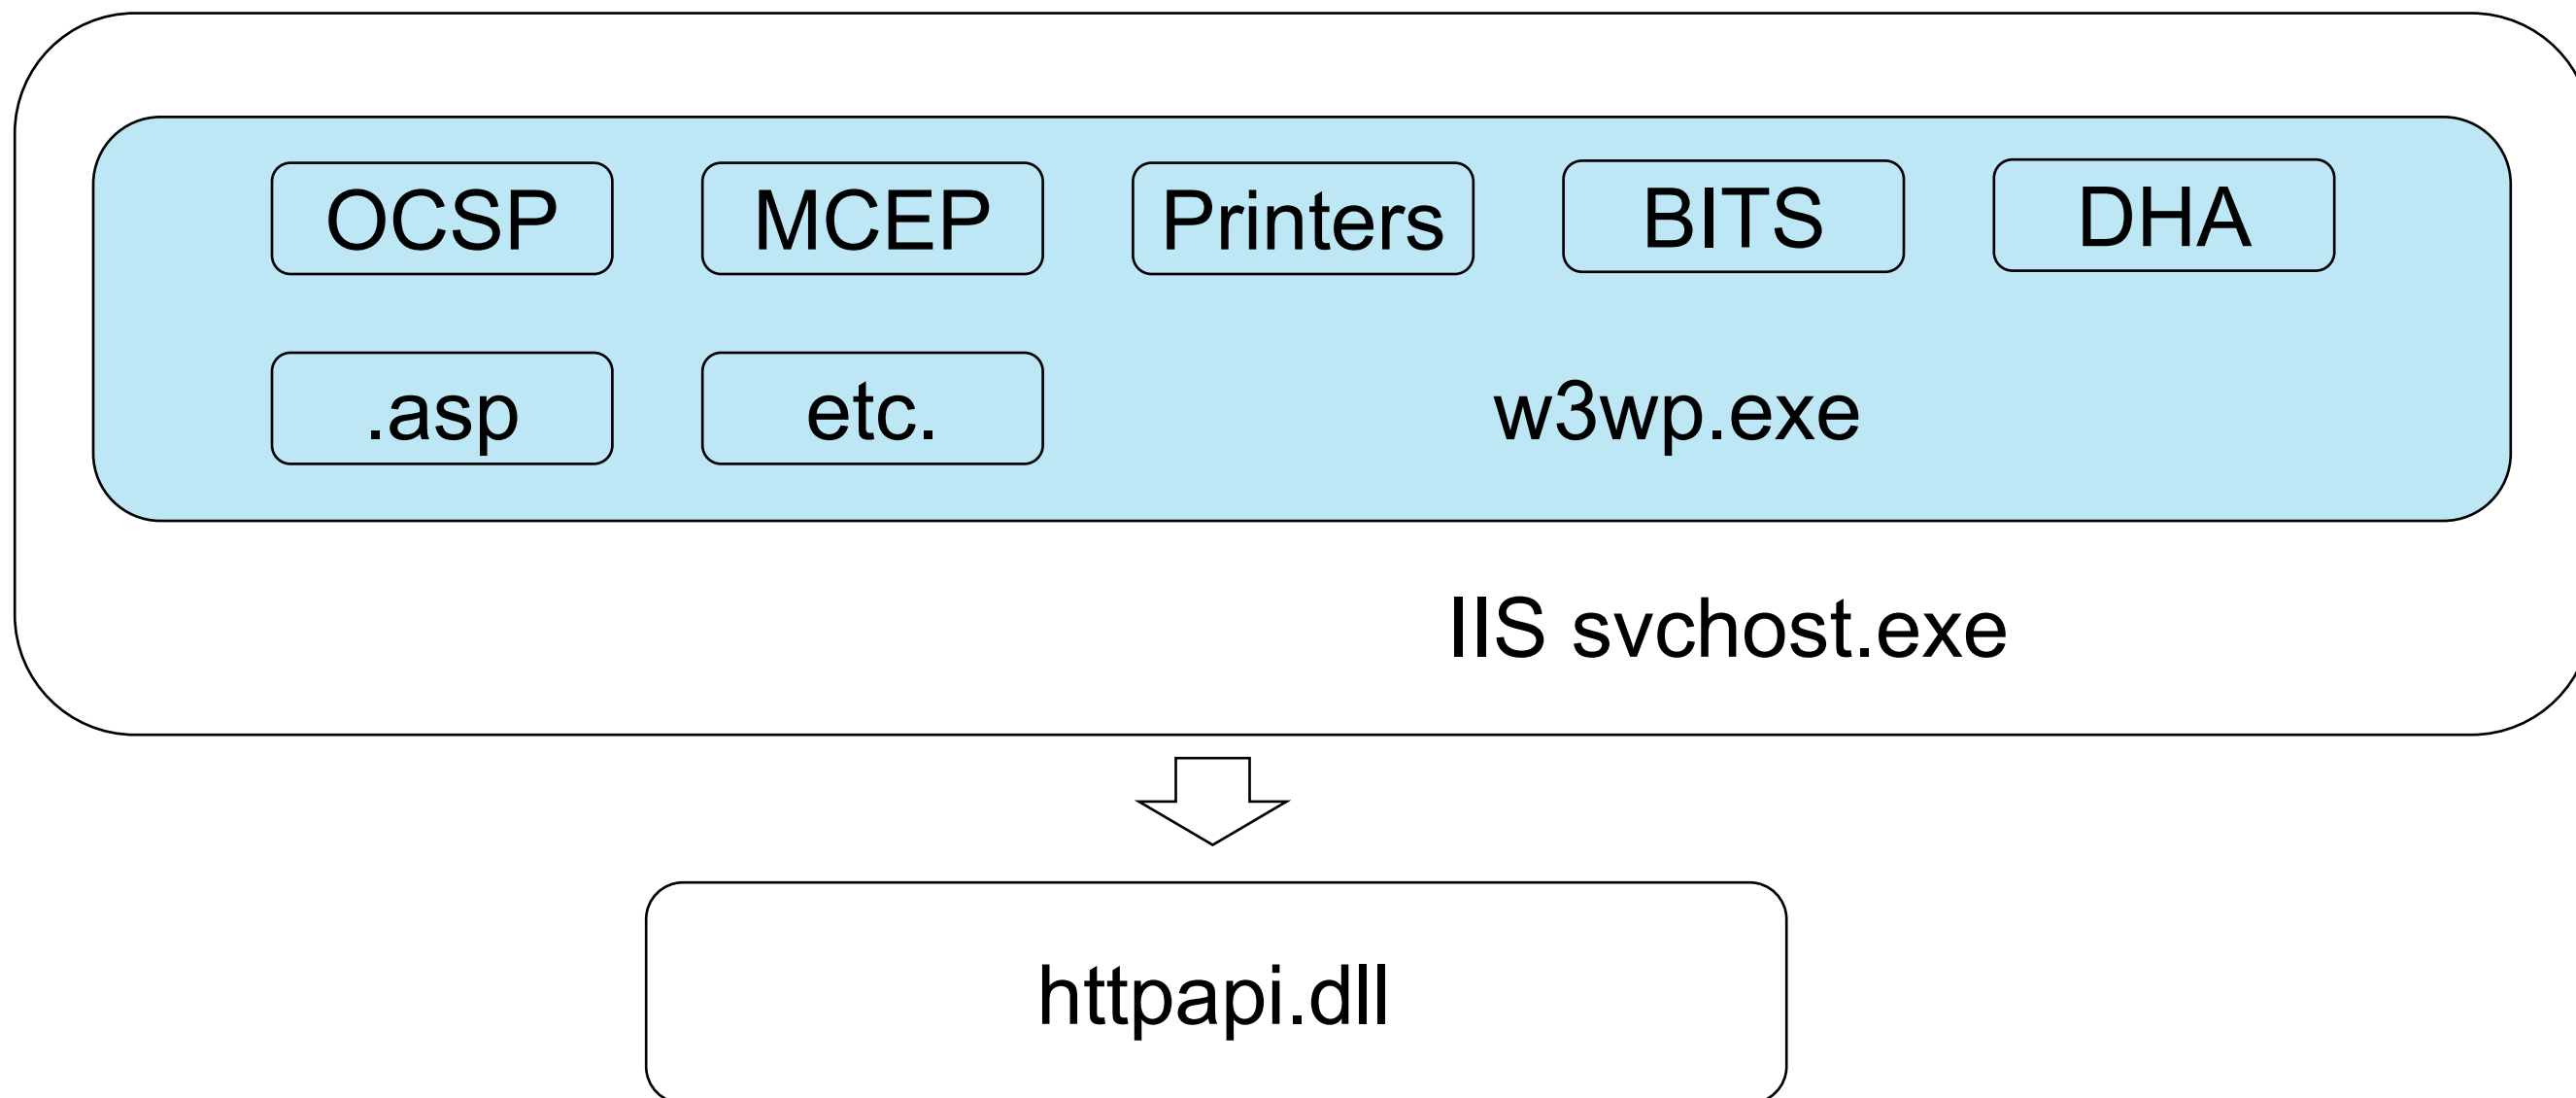 OCSP
MCEP
Printers
BITS
DHA
.asp
etc.
w3wp.exe
IIS svchost.exe
httpapi.dll